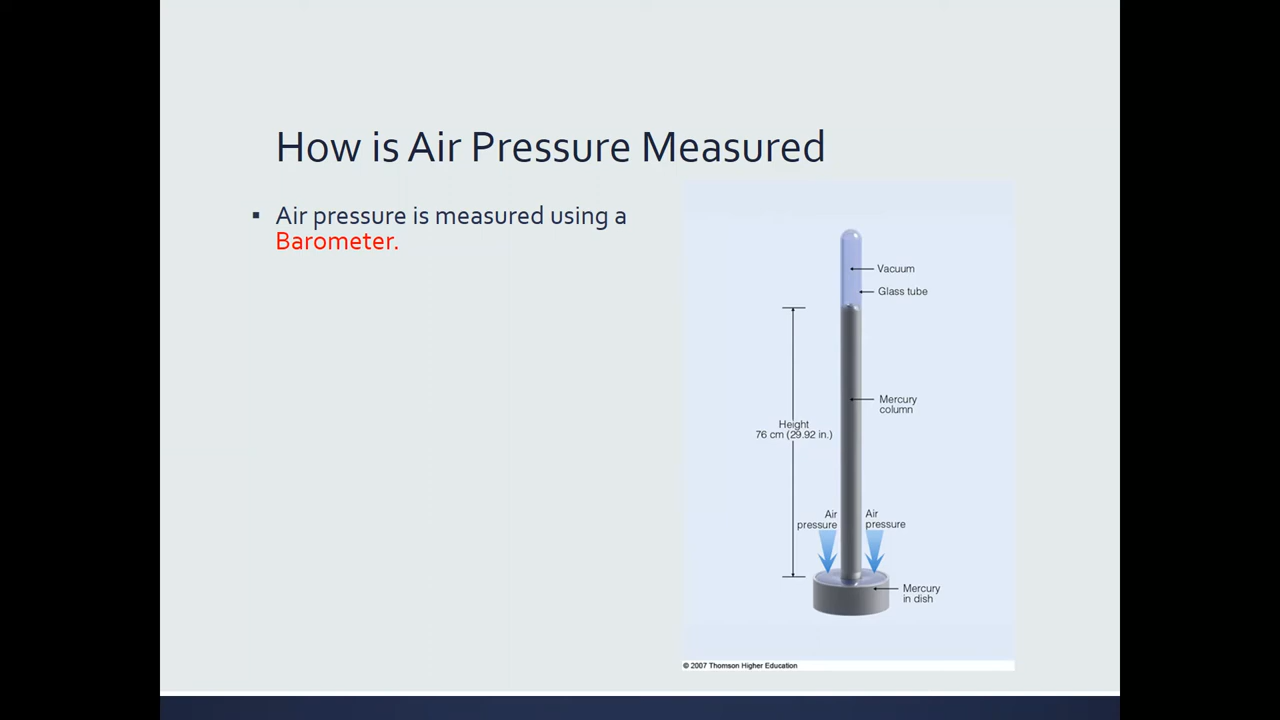 How is Air Pressure Measured
▪ Air pressure is measured using a
Barometer.
Vacuum
Glass tube
Mercury
column
Height
76 cm (29.92 in.)
Air
pressure
Air
pressure
Mercury
in dish
© 2007 Thomson Higher Education